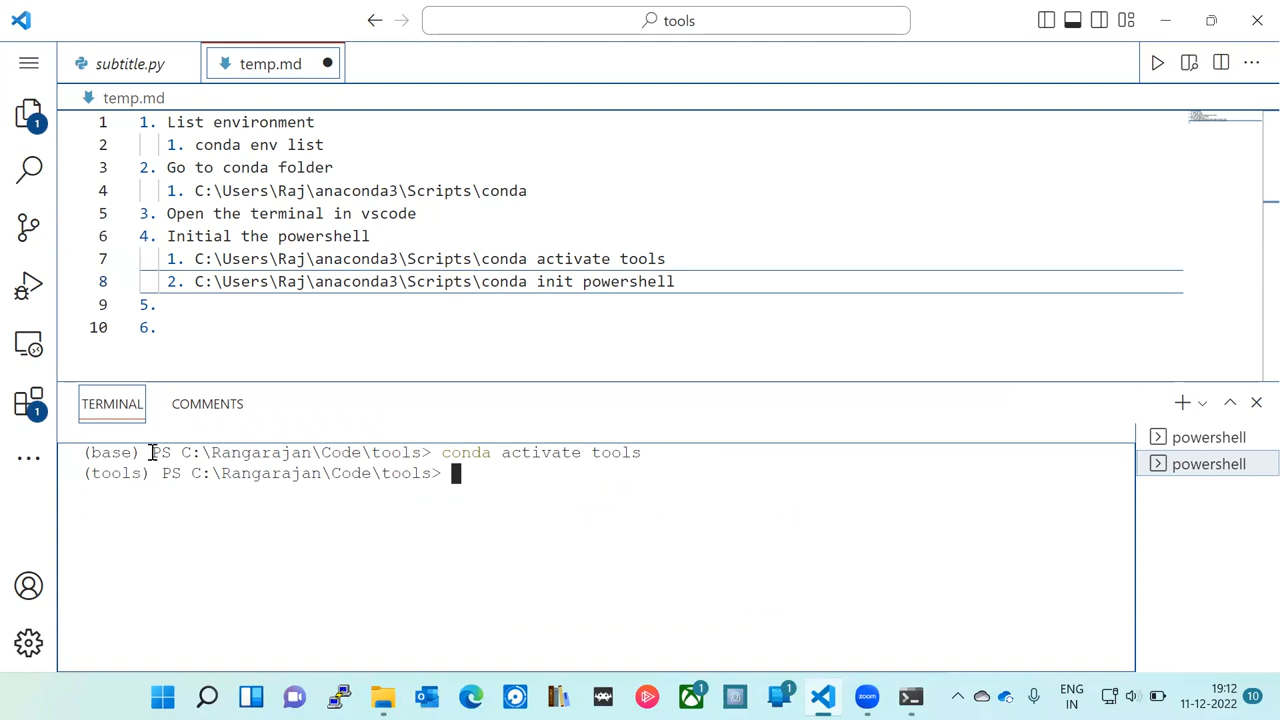 tools
subtitle.py
temp.md
temp.md
1 1. List environment
2 1. conda env list
3 2. Go to conda folder
4 1. C:\Users\Raj\anaconda3\Scripts\conda
5 3. Open the terminal in vscode
6 4. Initial the powershell
7 1. C:\Users\Raj\anaconda3\Scripts\conda activate tools
8 2. C:\Users\Raj\anaconda3\Scripts\conda init powershell
9 5.
10 6.
1
1
TERMINAL COMMENTS
(base) PS C:\Rangarajan\Code\tools> conda activate tools
(tools) PS C:\Rangarajan\Code\tools>
powershell
powershell
1
1
ENG
IN
19:12
11-12-2022
10